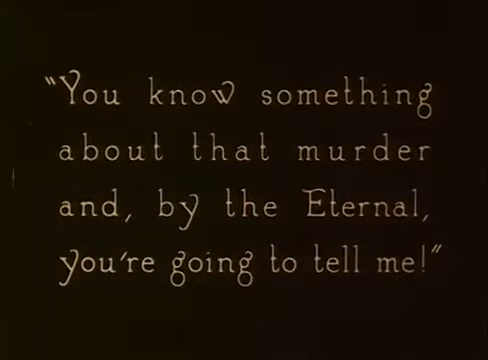 "You know something
about that murder
and, by the Eternal,
you're going to tell me!"